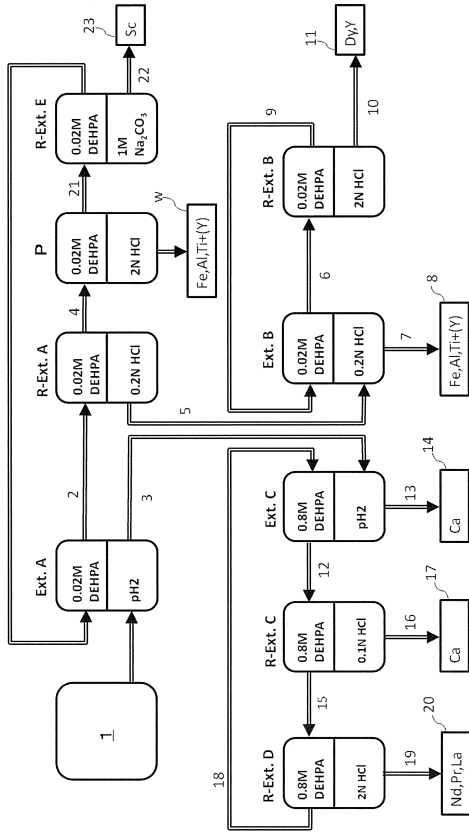 1
Ext. A
0.02M
DEHPA
pH2
2
3
R-Ext. A
0.02M
DEHPA
0.2N HCl
4
5
P
0.02M
DEHPA
2N HCl
w
Fe,Al,Ti+(Y)
21
R-Ext. E
0.02M
DEHPA
1M
Na₂CO₃
22
23
Sc
18
R-Ext. D
0.8M
DEHPA
2N HCl
19
20
Nd,Pr,La
15
R-Ext. C
0.8M
DEHPA
0.1N HCl
16
17
Ca
12
Ext. C
0.8M
DEHPA
pH2
13
14
Ca
Ext. B
0.02M
DEHPA
0.2N HCl
7
8
Fe,Al,Ti+(Y)
6
9
R-Ext. B
0.02M
DEHPA
2N HCl
10
11
Dy,Y